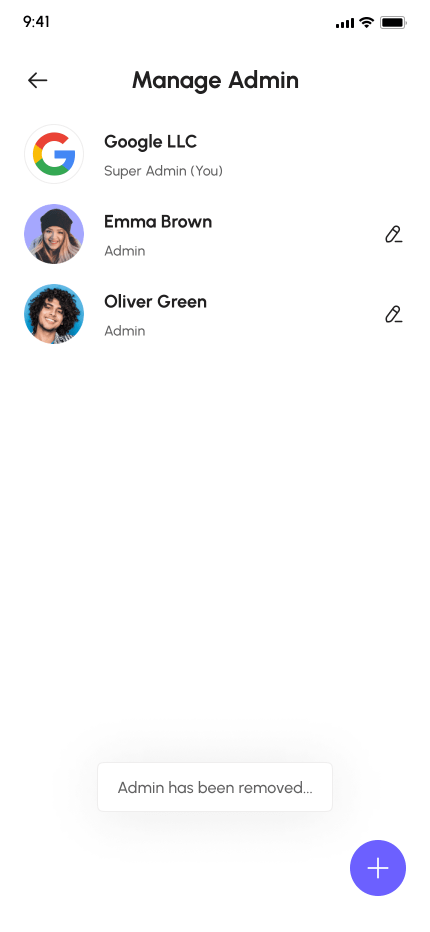 9:41
Manage Admin
Google LLC
Super Admin (You)
Emma Brown
Admin
Oliver Green
Admin
Admin has been removed...